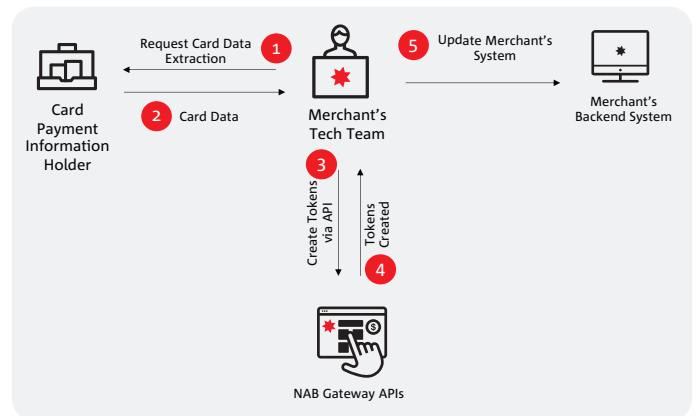 Request Card Data
Extraction
1
5
Update Merchant's
System
2
Card Data
Card
Payment
Information
Holder
Merchant's
Tech Team
Merchant's
Backend System
3
Create Tokens
via API
Tokens
Created
4
$
NAB Gateway APIs